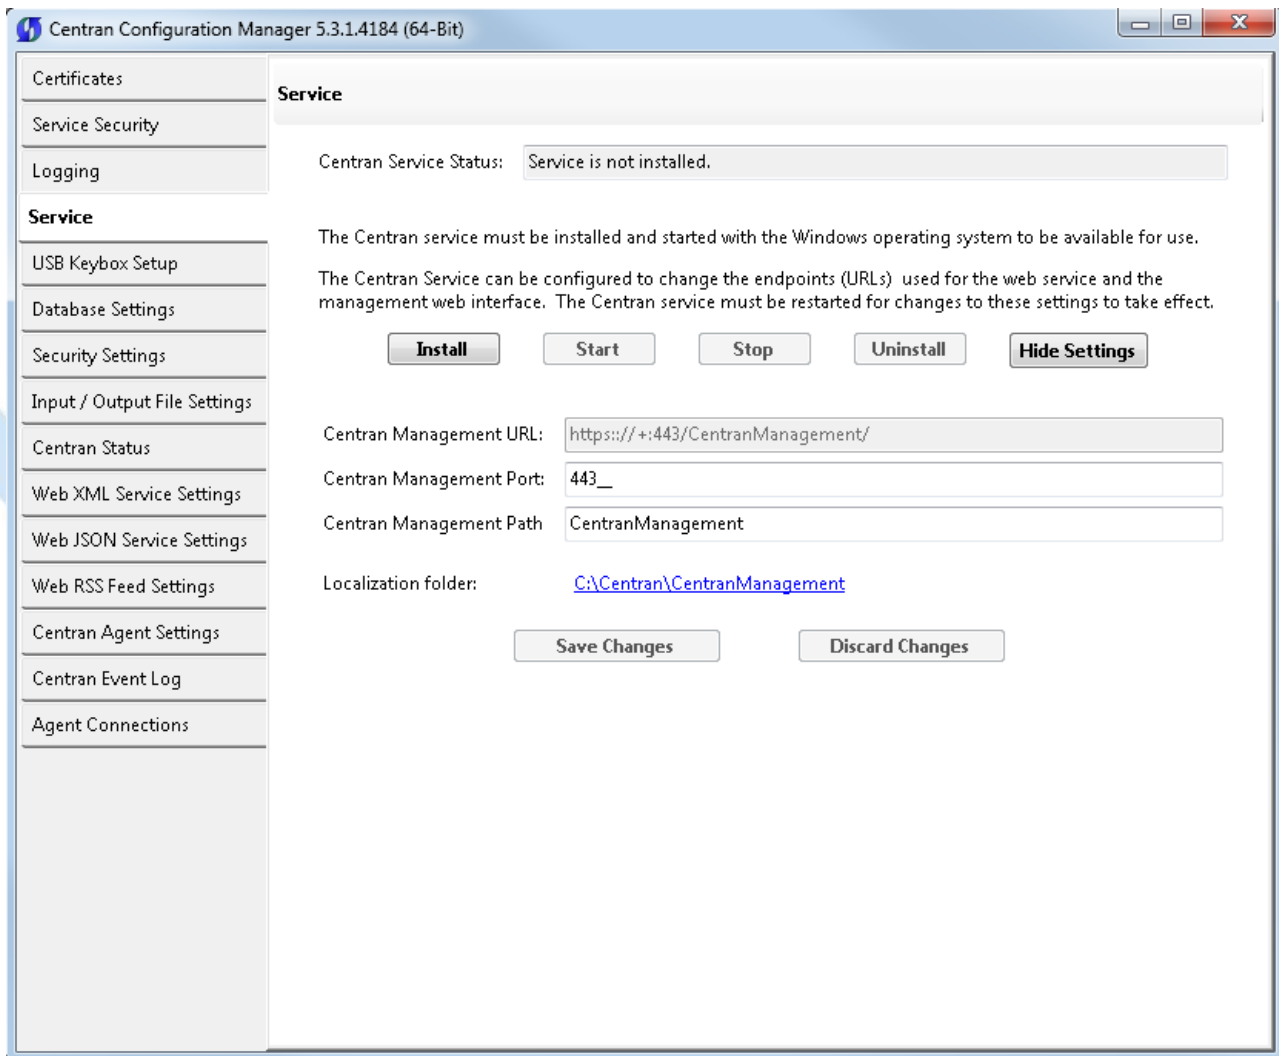 Centran Configuration Manager 5.3.1.4184 (64-Bit)
Certificates
Service Security
Logging
Service
USB Keybox Setup
Database Settings
Security Settings
Input / Output File Settings
Centran Status
Web XML Service Settings
Web JSON Service Settings
Web RSS Feed Settings
Centran Agent Settings
Centran Event Log
Agent Connections
Service
Centran Service Status: Service is not installed.
The Centran service must be installed and started with the Windows operating system to be available for use.
The Centran Service can be configured to change the endpoints (URLs)  used for the web service and the
management web interface.  The Centran service must be restarted for changes to these settings to take effect.
Install Start Stop Uninstall Hide Settings
Centran Management URL: https:://+:443/CentranManagement/
Centran Management Port: 443__
Centran Management Path CentranManagement
Localization folder: C:\Centran\CentranManagement
Save Changes Discard Changes